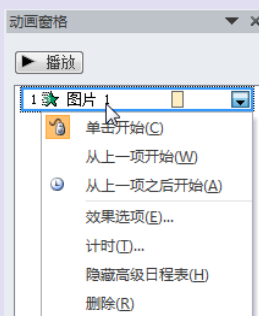 动画窗格
播放
1 图片 1
单击开始(C)
从上一项开始(W)
从上一项之后开始(A)
效果选项(E)...
计时(T)...
隐藏高级日程表(H)
删除(R)